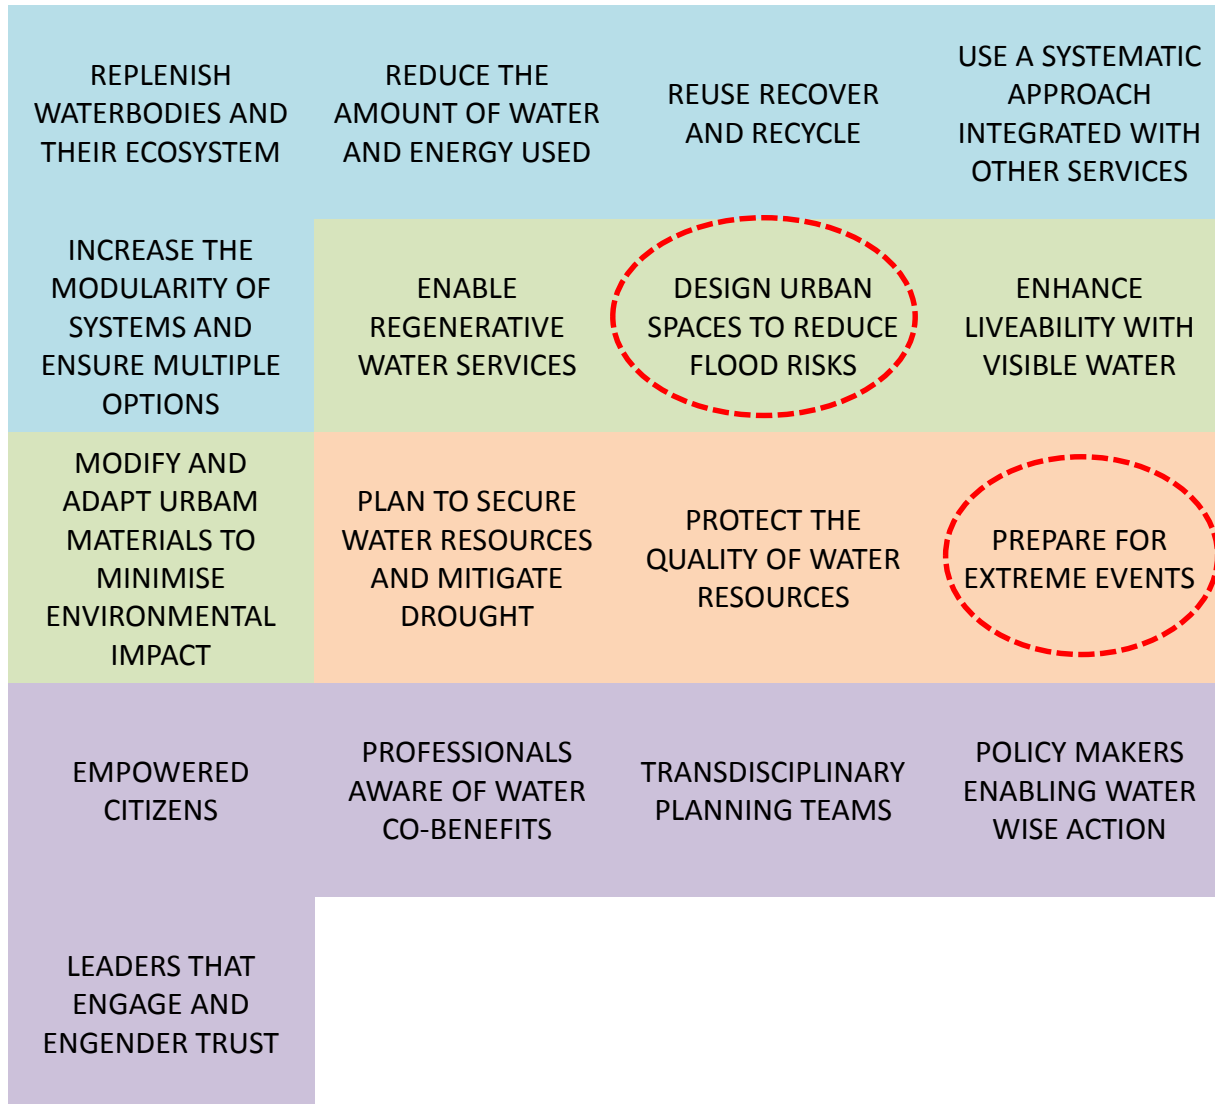 REPLENISH
WATERBODIES AND
THEIR ECOSYSTEM
REDUCE THE
AMOUNT OF WATER
AND ENERGY USED
REUSE RECOVER
AND RECYCLE
USE A SYSTEMATIC
APPROACH
INTEGRATED WITH
OTHER SERVICES
INCREASE THE
MODULARITY OF
SYSTEMS AND
ENSURE MULTIPLE
OPTIONS
ENABLE
REGENERATIVE
WATER SERVICES
DESIGN URBAN
SPACES TO REDUCE
FLOOD RISKS
ENHANCE
LIVEABILITY WITH
VISIBLE WATER
MODIFY AND
ADAPT URBAM
MATERIALS TO
MINIMISE
ENVIRONMENTAL
IMPACT
PLAN TO SECURE
WATER RESOURCES
AND MITIGATE
DROUGHT
PROTECT THE
QUALITY OF WATER
RESOURCES
PREPARE FOR
EXTREME EVENTS
EMPOWERED
CITIZENS
PROFESSIONALS
AWARE OF WATER
CO-BENEFITS
TRANSDISCIPLINARY
PLANNING TEAMS
POLICY MAKERS
ENABLING WATER
WISE ACTION
LEADERS THAT
ENGAGE AND
ENGENDER TRUST